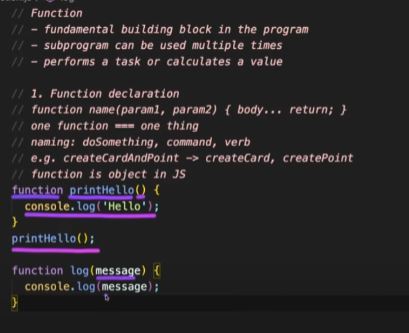 // Function
// - fundamental building block in the program
// - subprogram can be used multiple times
// - performs a task or calculates a value
// 1. Function declaration
// function name(param1, param2) { body... return; }
// one function === one thing
// naming: doSomething, command, verb
// e.g. createCardAndPoint -> createCard, createPoint
// function is object in JS
function printHello() {
console.log('Hello');
}
printHello();
function log(message) {
console.log(message);
}